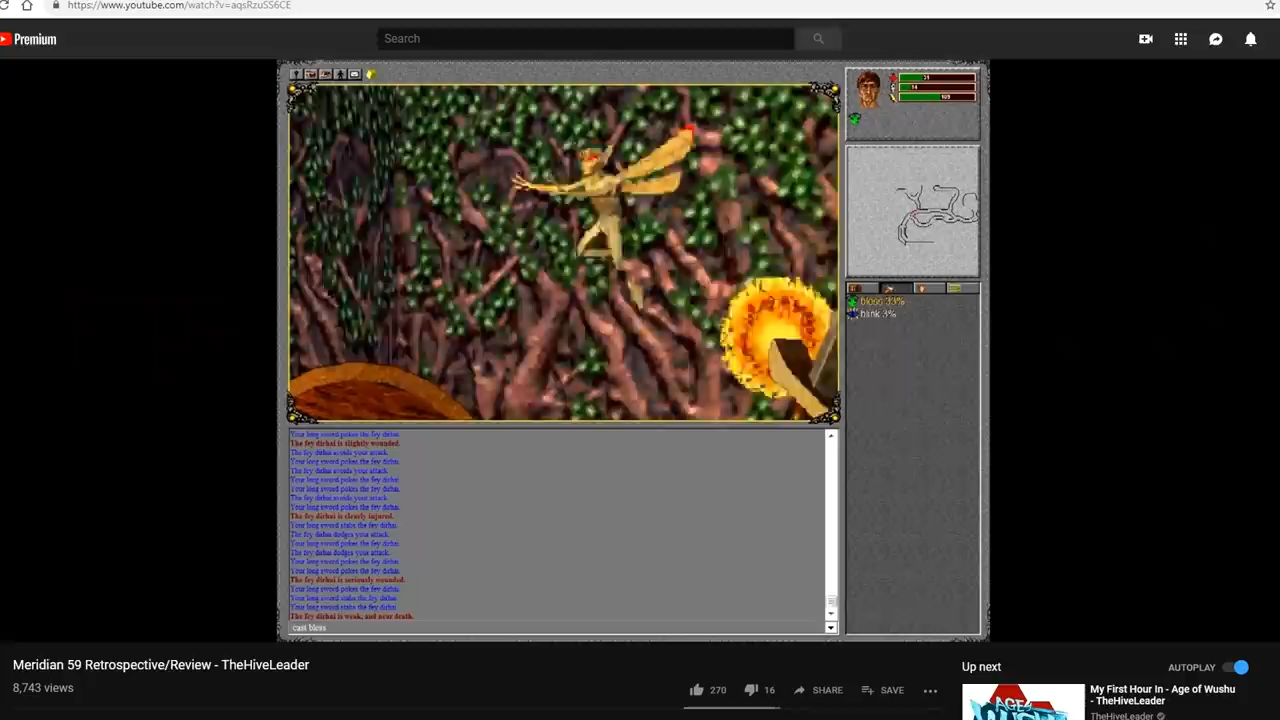 https://www.youtube.com/watch?v=aqsRzuSS6CE
Premium
Search
31
14
109
bless 33%
blink 3%
Your long sword pokes the fey dirhai.
The fey dirhai is slightly wounded.
The fey dirhai avoids your attack.
Your long sword pokes the fey dirhai.
The fey dirhai avoids your attack.
Your long sword pokes the fey dirhai.
Your long sword pokes the fey dirhai.
The fey dirhai avoids your attack.
Your long sword pokes the fey dirhai.
The fey dirhai is clearly injured.
Your long sword stabs the fey dirhai.
The fey dirhai dodges your attack.
Your long sword pokes the fey dirhai.
The fey dirhai dodges your attack.
Your long sword pokes the fey dirhai.
Your long sword pokes the fey dirhai.
The fey dirhai is seriously wounded.
Your long sword pokes the fey dirhai.
Your long sword stabs the fey dirhai.
Your long sword stabs the fey dirhai.
The fey dirhai is weak, and near death.
cast bless
Meridian 59 Retrospective/Review - TheHiveLeader
8,743 views
270
16
SHARE
SAVE
Up next
AUTOPLAY
My First Hour In - Age of Wushu
- TheHiveLeader
TheHiveLeader
AGE
WUSHU